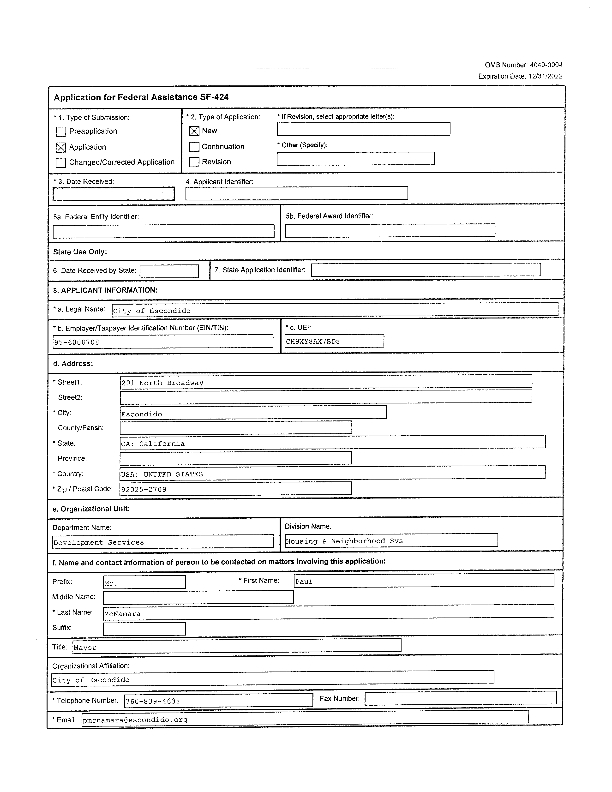 OMB Number: 4040-0004
Expiration Date: 12/31/2022
Application for Federal Assistance SF-424
* 1. Type of Submission: * 2. Type of Application: * If Revision, select appropriate letter(s):
Preapplication New
Application Continuation * Other (Specify):
Changed/Corrected Application Revision
* 3. Date Received: 4. Applicant Identifier:
5a. Federal Entity Identifier: 5b. Federal Award Identifier:
State Use Only:
6. Date Received by State: 7. State Application Identifier:
8. APPLICANT INFORMATION:
* a. Legal Name: City of Escondido
* b. Employer/Taxpayer Identification Number (EIN/TIN): * c. UEI:
d. Address:
* Street1: 201 North Broadway
Street2:
* City: Escondido
County/Parish:
* State: CA: California
Province:
* Country: USA: UNITED STATES
* Zip / Postal Code: 92025-2709
e. Organizational Unit:
Department Name: Division Name:
Development Services Housing & Neighborhood Svs
f. Name and contact information of person to be contacted on matters involving this application:
Prefix: Mr. * First Name: Paul
Middle Name:
* Last Name: McNamara
Suffix:
Title: Mayor
Organizational Affiliation:
City of Escondido
* Telephone Number: Fax Number:
* Email: pmcnamara@escondido.org